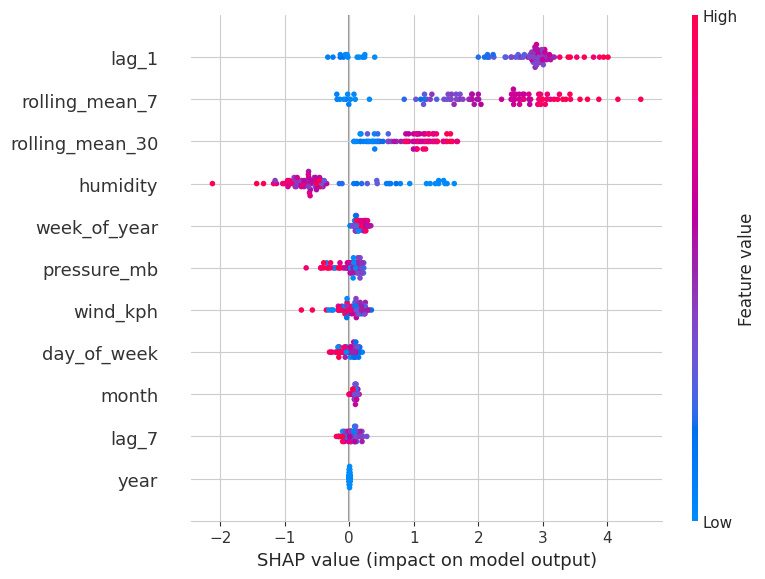 High
lag_1
rolling_mean_7
rolling_mean_30
humidity
week_of_year
pressure_mb
wind_kph
day_of_week
month
lag_7
year
Feature value
Low
−2 −1 0 1 2 3 4
SHAP value (impact on model output)